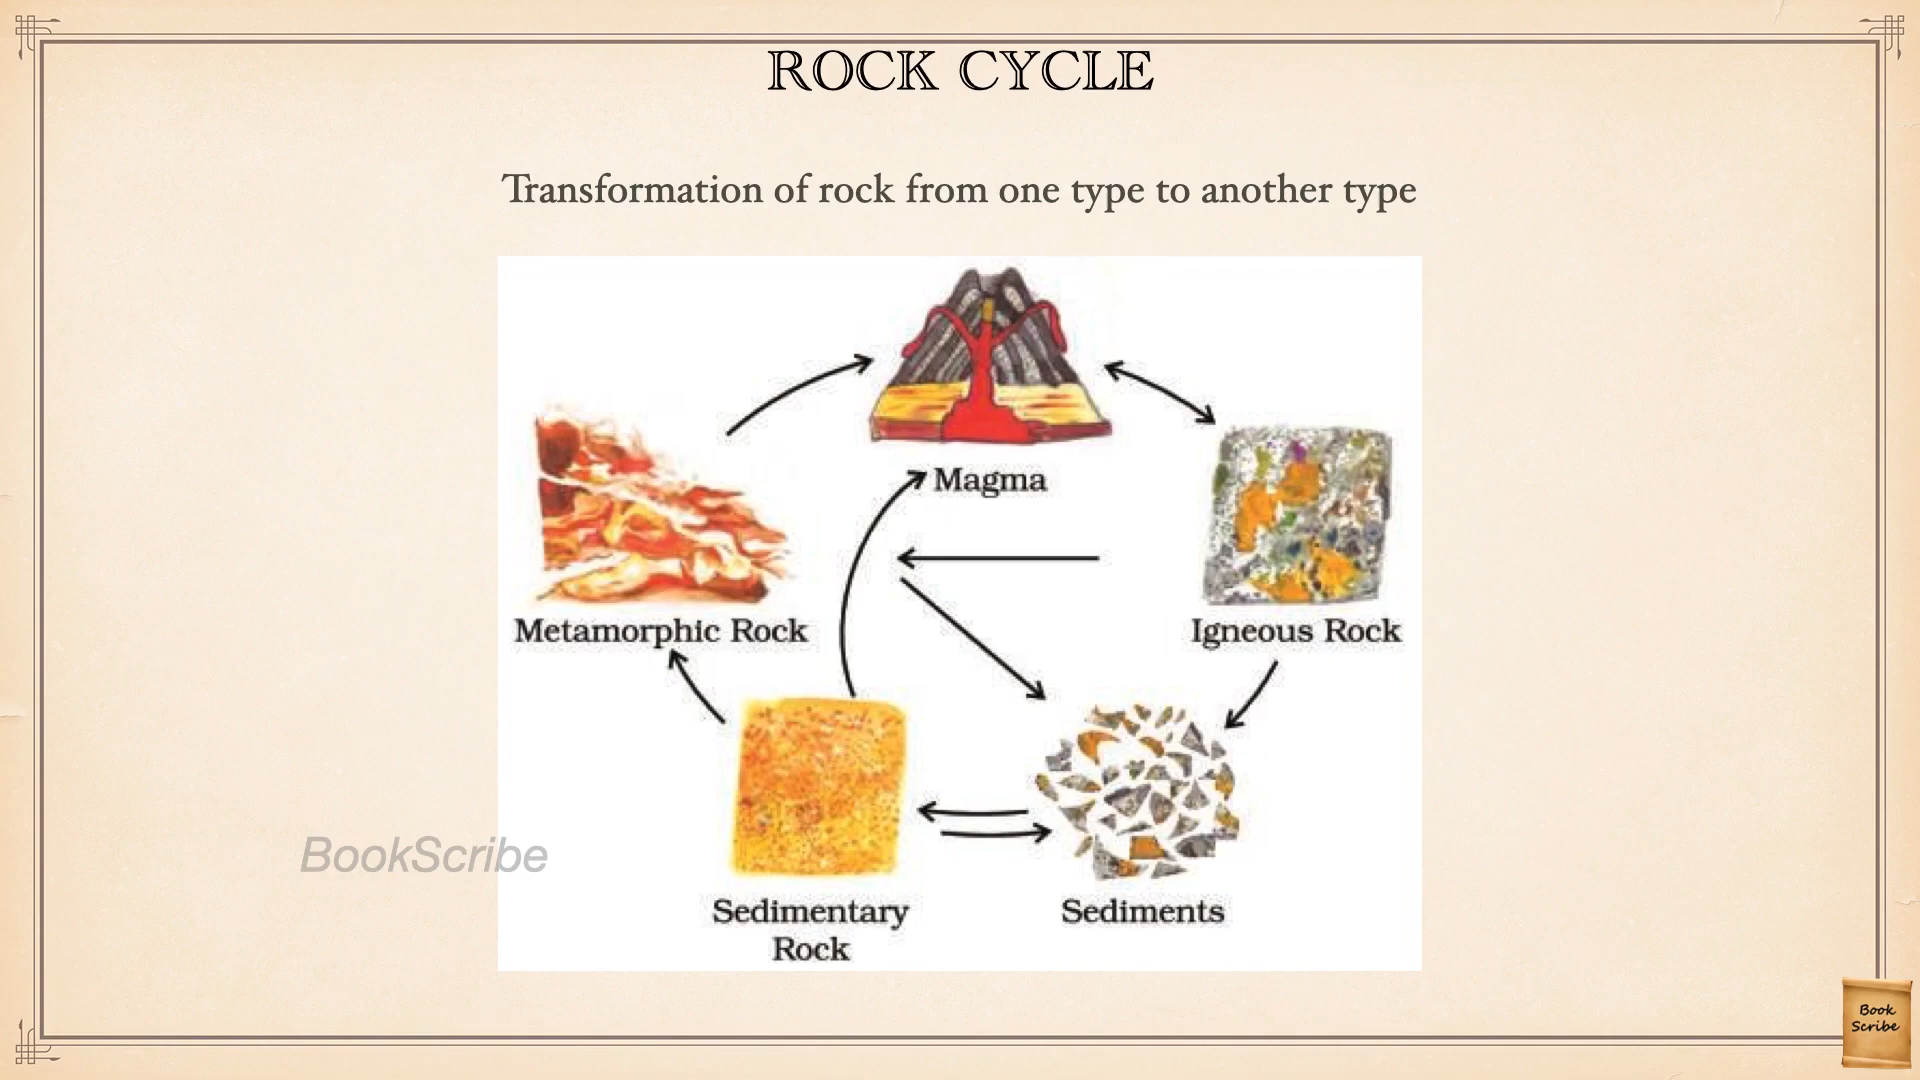 ROCK CYCLE
Transformation of rock from one type to another type
Magma
Metamorphic Rock
Igneous Rock
BookScribe
Sedimentary
Rock
Sediments
Book
Scribe